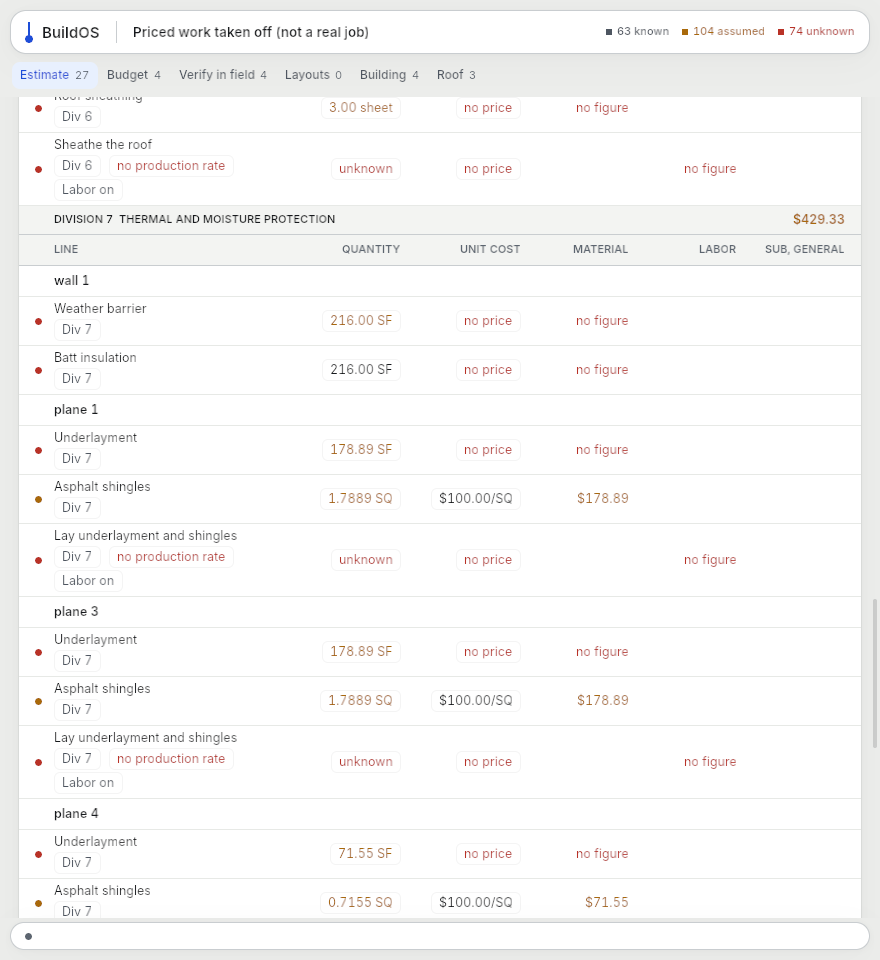 BuildOS
Priced work taken off (not a real job)
63 known
104 assumed
74 unknown
Estimate 27
Budget 4
Verify in field 4
Layouts 0
Building 4
Roof 3
Roof sheathing
Div 6
3.00 sheet
no price
no figure
Sheathe the roof
Div 6
no production rate
Labor on
unknown
no price
no figure
DIVISION 7 THERMAL AND MOISTURE PROTECTION
$429.33
LINE
QUANTITY
UNIT COST
MATERIAL
LABOR
SUB, GENERAL
wall 1
Weather barrier
Div 7
216.00 SF
no price
no figure
Batt insulation
Div 7
216.00 SF
no price
no figure
plane 1
Underlayment
Div 7
178.89 SF
no price
no figure
Asphalt shingles
Div 7
1.7889 SQ
$100.00/SQ
$178.89
Lay underlayment and shingles
Div 7
no production rate
Labor on
unknown
no price
no figure
plane 3
Underlayment
Div 7
178.89 SF
no price
no figure
Asphalt shingles
Div 7
1.7889 SQ
$100.00/SQ
$178.89
Lay underlayment and shingles
Div 7
no production rate
Labor on
unknown
no price
no figure
plane 4
Underlayment
Div 7
71.55 SF
no price
no figure
Asphalt shingles
Div 7
0.7155 SQ
$100.00/SQ
$71.55